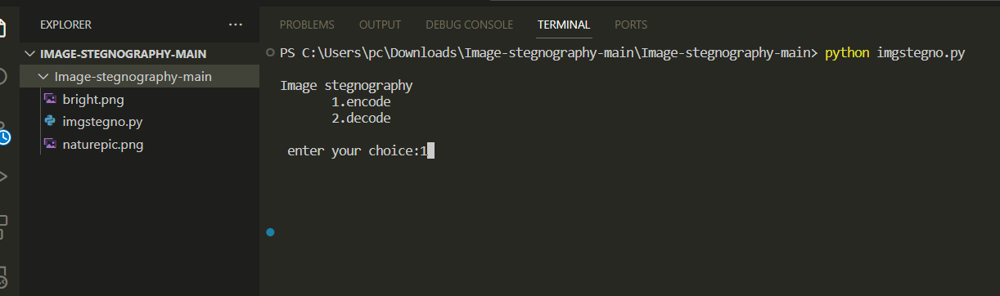 EXPLORER ...
IMAGE-STEGNOGRAPHY-MAIN
Image-stegnography-main
bright.png
imgstegno.py
naturepic.png
PROBLEMS OUTPUT DEBUG CONSOLE TERMINAL PORTS
PS C:\Users\pc\Downloads\Image-stegnography-main\Image-stegnography-main> python imgstegno.py
Image stegnography
1.encode
2.decode
enter your choice:1